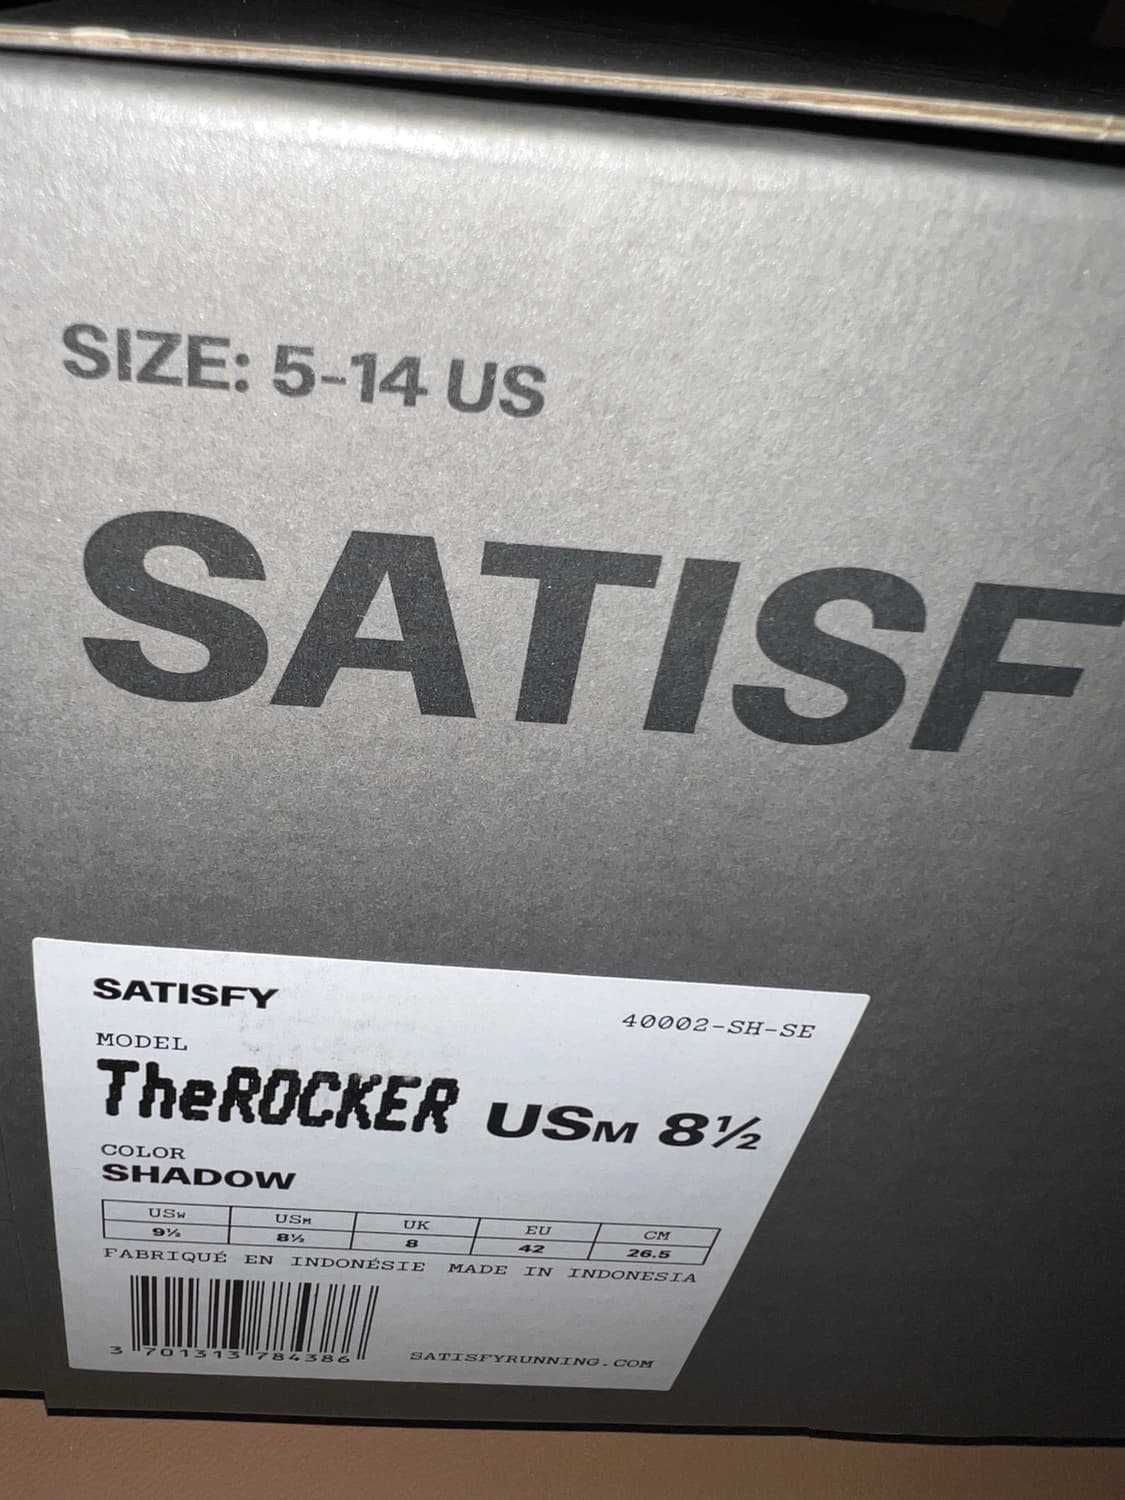 SIZE: 5-14 US
SATISF
SATISFY
40002-SH-SE
MODEL
TheROCKER USM 8½
COLOR
SHADOW
USW USM UK EU CM
9½ 8½ 8 42 26.5
FABRIQUÉ EN INDONÉSIE MADE IN INDONESIA
3 701313 784386
SATISFYRUNNING.COM